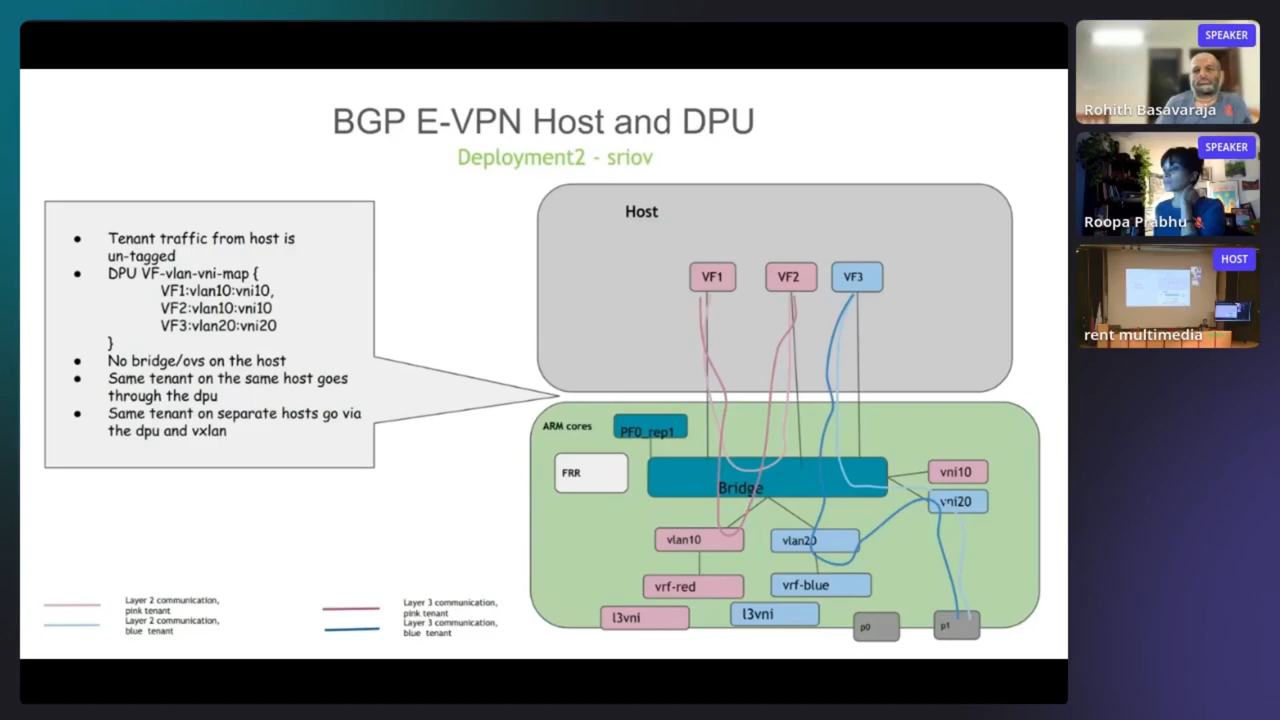 BGP E-VPN Host and DPU
Deployment2 - sriov
Tenant traffic from host is
un-tagged
DPU VF-vlan-vni-map {
VF1:vlan10:vni10,
VF2:vlan10:vni10
VF3:vlan20:vni20
}
No bridge/ovs on the host
Same tenant on the same host goes
through the dpu
Same tenant on separate hosts go via
the dpu and vxlan
Host
VF1
VF2
VF3
ARM cores
PF0_rep1
FRR
Bridge
vni10
vni20
vlan10
vlan20
vrf-red
vrf-blue
l3vni
l3vni
p0
p1
Layer 2 communication,
pink tenant
Layer 2 communication,
blue tenant
Layer 3 communication,
pink tenant
Layer 3 communication,
blue tenant
SPEAKER
Rohith Basavaraja
SPEAKER
Roopa Prabhu
HOST
rent multimedia